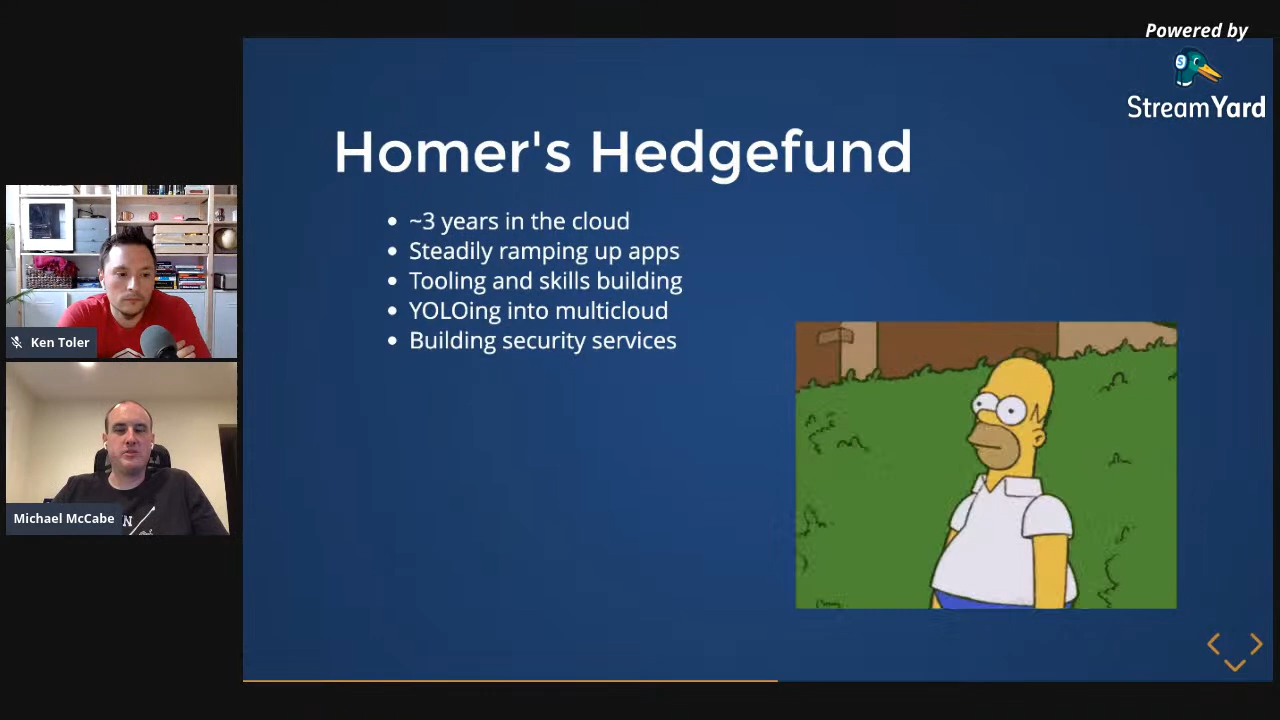 Powered by
StreamYard
Homer's Hedgefund
• ~3 years in the cloud
• Steadily ramping up apps
• Tooling and skills building
• YOLOing into multicloud
• Building security services
Ken Toler
Michael McCabe
N